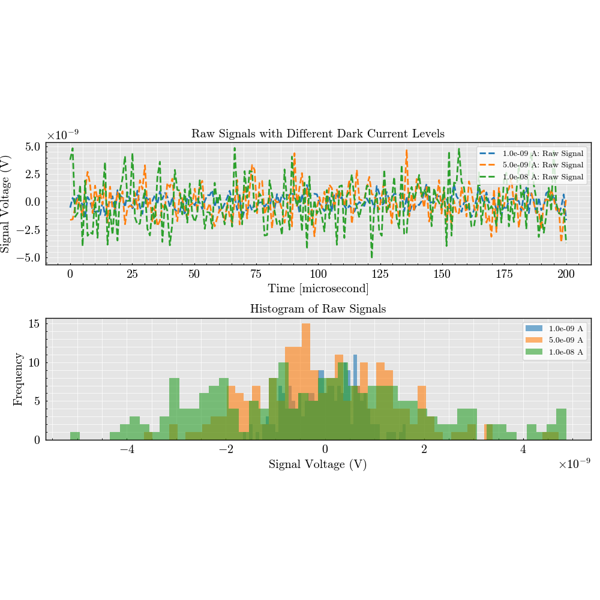 Raw Signals with Different Dark Current Levels
×10⁻⁹
5.0
2.5
0.0
−2.5
−5.0
Signal Voltage (V)
1.0e-09 A: Raw Signal
5.0e-09 A: Raw Signal
1.0e-08 A: Raw Signal
0 25 50 75 100 125 150 175 200
Time [microsecond]
Histogram of Raw Signals
15
10
5
0
Frequency
1.0e-09 A
5.0e-09 A
1.0e-08 A
−4 −2 0 2 4
Signal Voltage (V)
×10⁻⁹